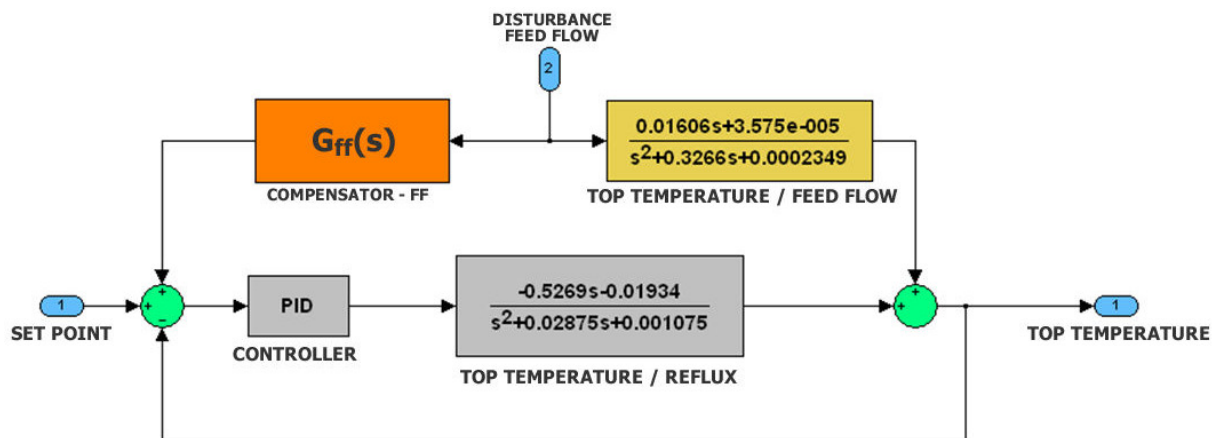 DISTURBANCE
FEED FLOW
2
G_ff(s)
0.01606s+3.575e-005
s²+0.3266s+0.0002349
COMPENSATOR - FF
TOP TEMPERATURE / FEED FLOW
+
+
1
+
-
PID
-0.5269s-0.01934
s²+0.02875s+0.001075
+
+
1
SET POINT
CONTROLLER
TOP TEMPERATURE / REFLUX
TOP TEMPERATURE